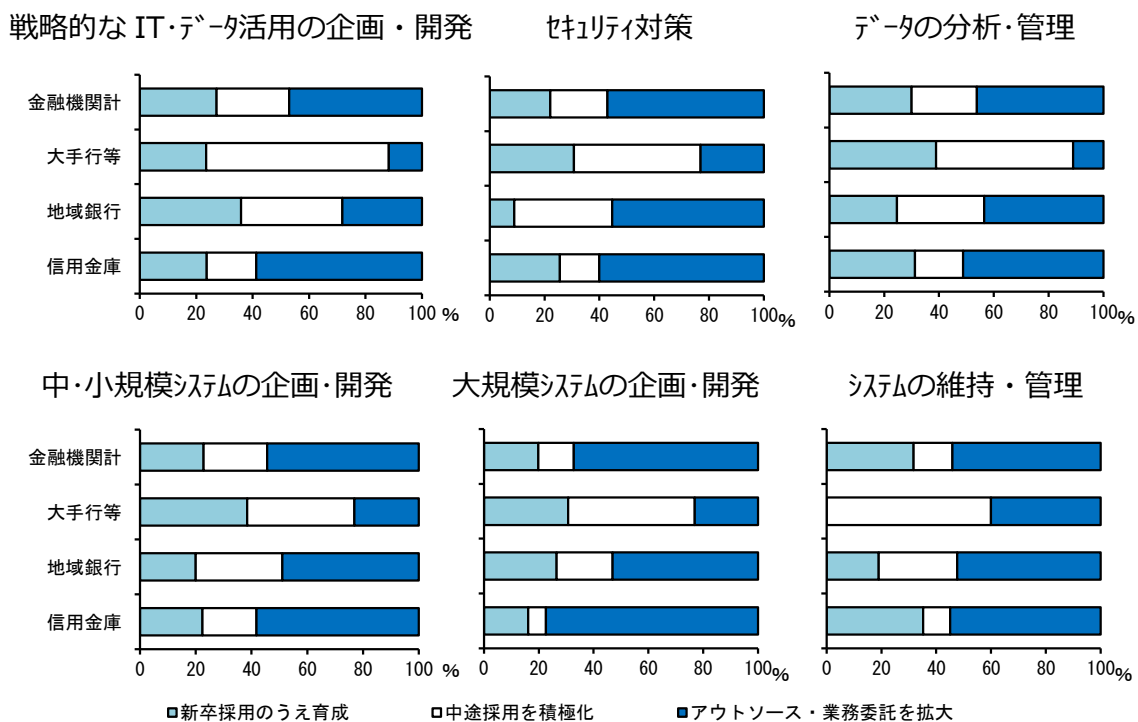 戦略的な IT・ﾃﾞｰﾀ活用の企画・開発
金融機関計
大手行等
地域銀行
信用金庫
0 20 40 60 80 100 %
ｾｷｭﾘﾃｨ対策
0 20 40 60 80 100%
ﾃﾞｰﾀの分析・管理
0 20 40 60 80 100%
中・小規模ｼｽﾃﾑの企画・開発
金融機関計
大手行等
地域銀行
信用金庫
0 20 40 60 80 100 %
大規模ｼｽﾃﾑの企画・開発
0 20 40 60 80 100%
ｼｽﾃﾑの維持・管理
0 20 40 60 80 100%
新卒採用のうえ育成 中途採用を積極化 アウトソース・業務委託を拡大